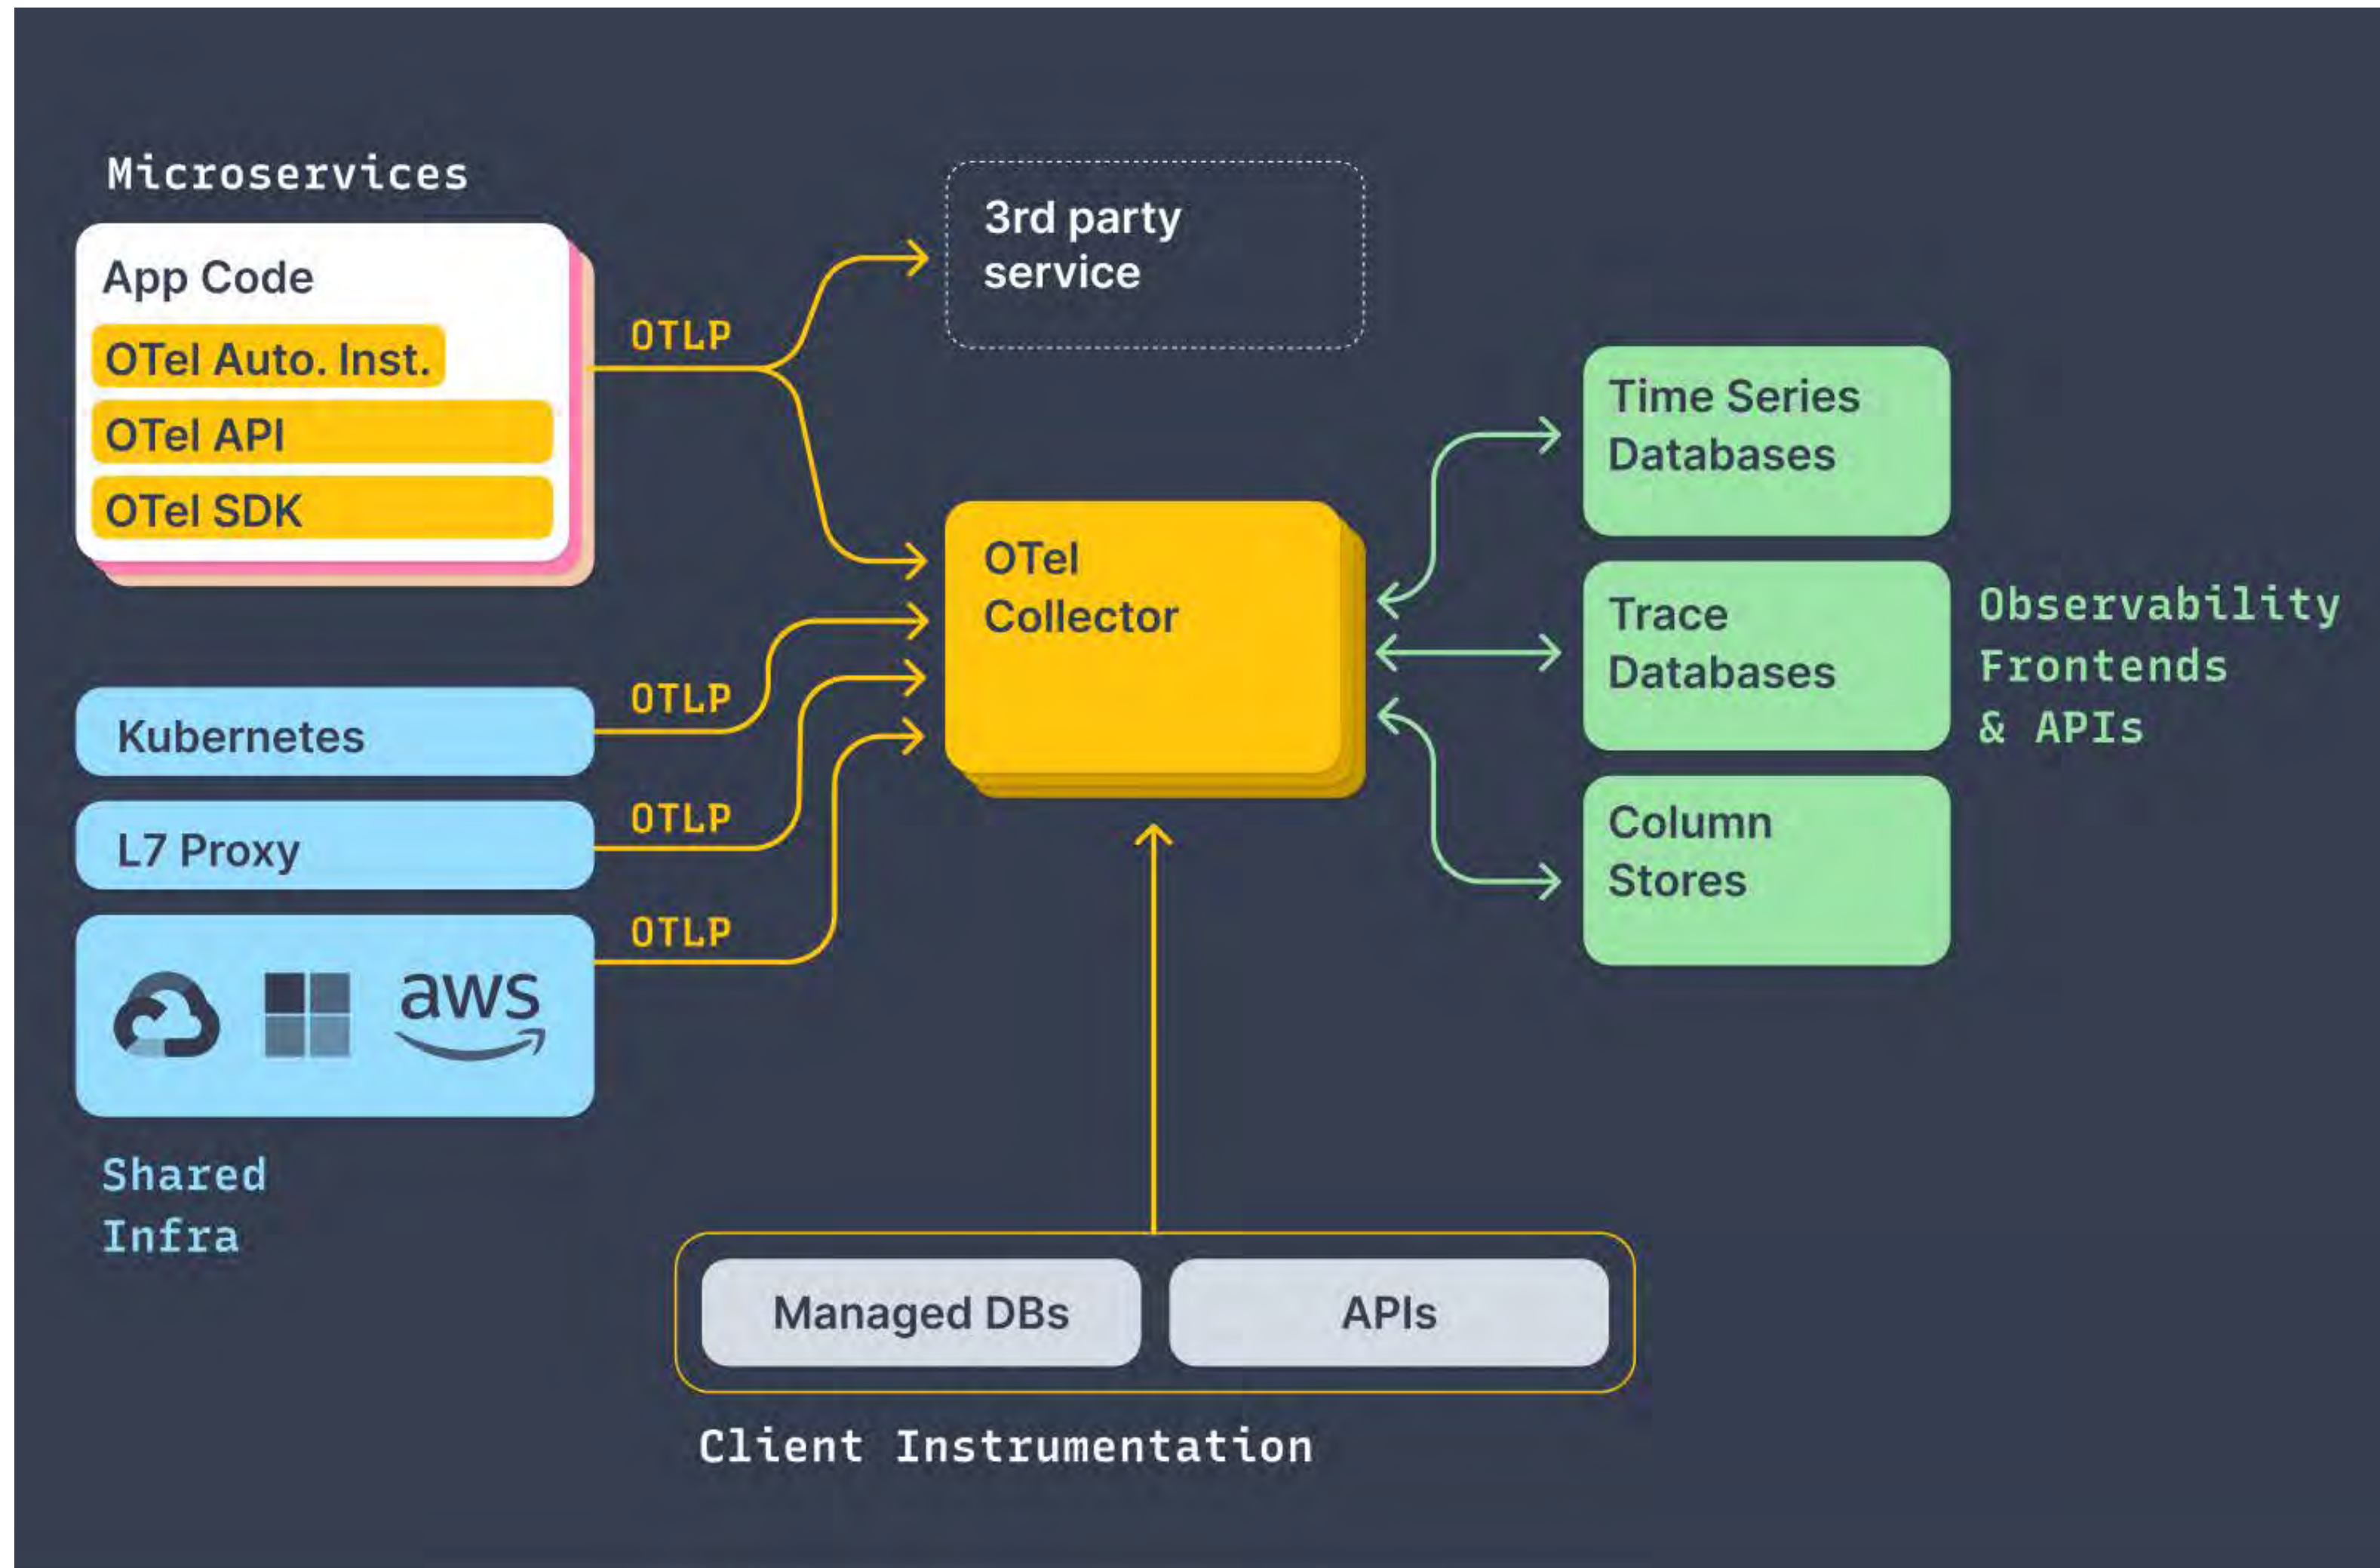 Microservices
App Code
OTel Auto. Inst.
OTel API
OTel SDK
OTLP
3rd party
service
Kubernetes
OTLP
L7 Proxy
OTLP
aws
OTLP
Shared
Infra
OTel
Collector
Time Series
Databases
Trace
Databases
Column
Stores
Observability
Frontends
& APIs
Managed DBs
APIs
Client Instrumentation